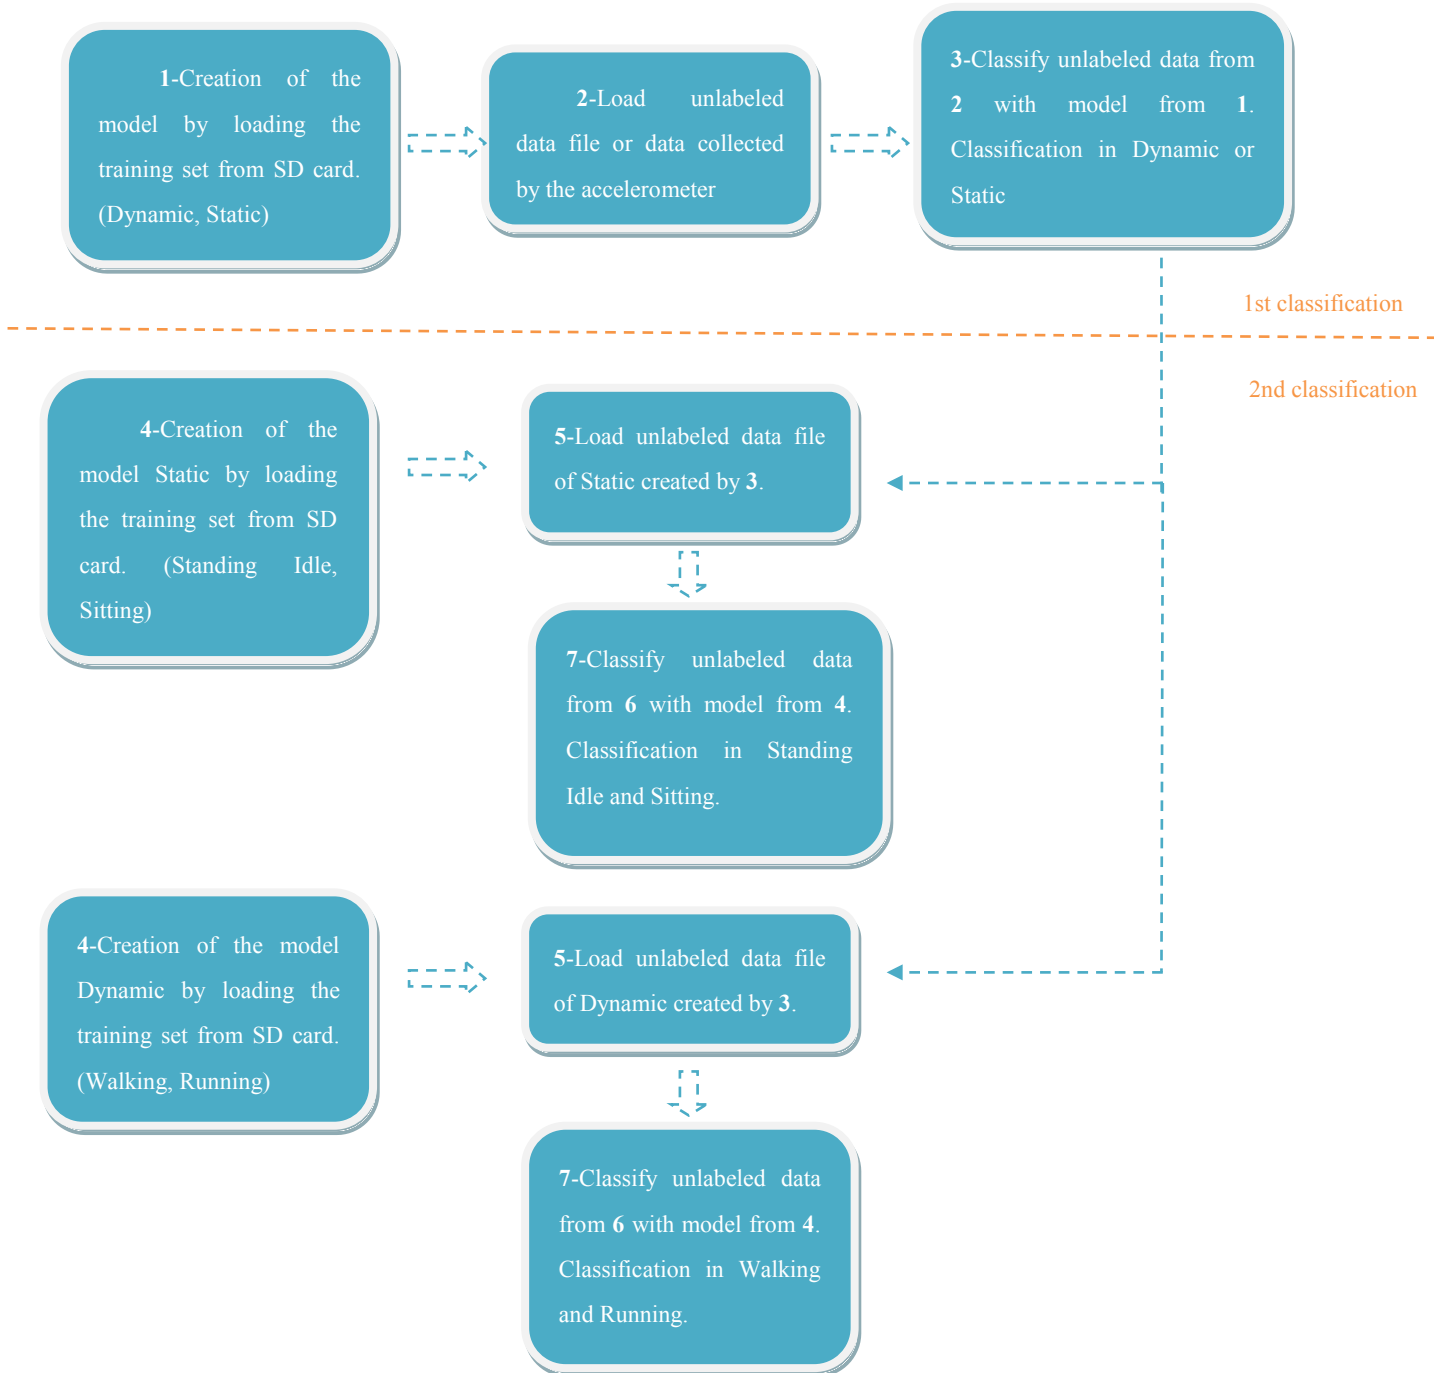 1-Creation of the
model by loading the
training set from SD card.
(Dynamic, Static)
2-Load unlabeled
data file or data collected
by the accelerometer
3-Classify unlabeled data from
2 with model from 1.
Classification in Dynamic or
Static
1st classification
2nd classification
4-Creation of the
model Static by loading
the training set from SD
card. (Standing Idle,
Sitting)
5-Load unlabeled data file
of Static created by 3.
7-Classify unlabeled data
from 6 with model from 4.
Classification in Standing
Idle and Sitting.
4-Creation of the model
Dynamic by loading the
training set from SD card.
(Walking, Running)
5-Load unlabeled data file
of Dynamic created by 3.
7-Classify unlabeled data
from 6 with model from 4.
Classification in Walking
and Running.